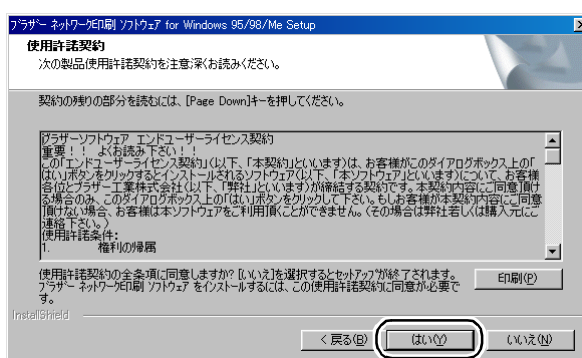 ブラザー ネットワーク印刷 ソフトウェア for Windows 95/98/Me Setup
使用許諾契約
次の製品使用許諾契約を注意深くお読みください。
契約の残りの部分を読むには、[Page Down]キーを押してください。
ブラザーソフトウェア エンドユーザーライセンス契約
重要!! よくお読み下さい!!
この「エンドユーザーライセンス契約」(以下、「本契約」といいます)は、お客様がこのダイアログボックス上の「
はい」ボタンをクリックするとインストールされるソフトウェア(以下、「本ソフトウェア」といいます)について、お客様
各位とブラザー工業株式会社(以下、「弊社」といいます)が締結する契約です。本契約内容にご同意頂け
る場合のみ、このダイアログボックス上の「はい」ボタンをクリックして下さい。もしお客様が本契約内容にご同意
頂けない場合、お客様は本ソフトウェアをご利用頂くことができません。(その場合は弊社若しくは購入元にご
連絡下さい。)
使用許諾条件:
1. 権利の帰属
使用許諾契約の全条項に同意しますか? [いいえ]を選択するとセットアップが終了されます。
ブラザー ネットワーク印刷 ソフトウェア をインストールするには、この使用許諾契約に同意が必要で
す。
印刷(P)
InstallShield
< 戻る(B) はい(Y) いいえ(N)